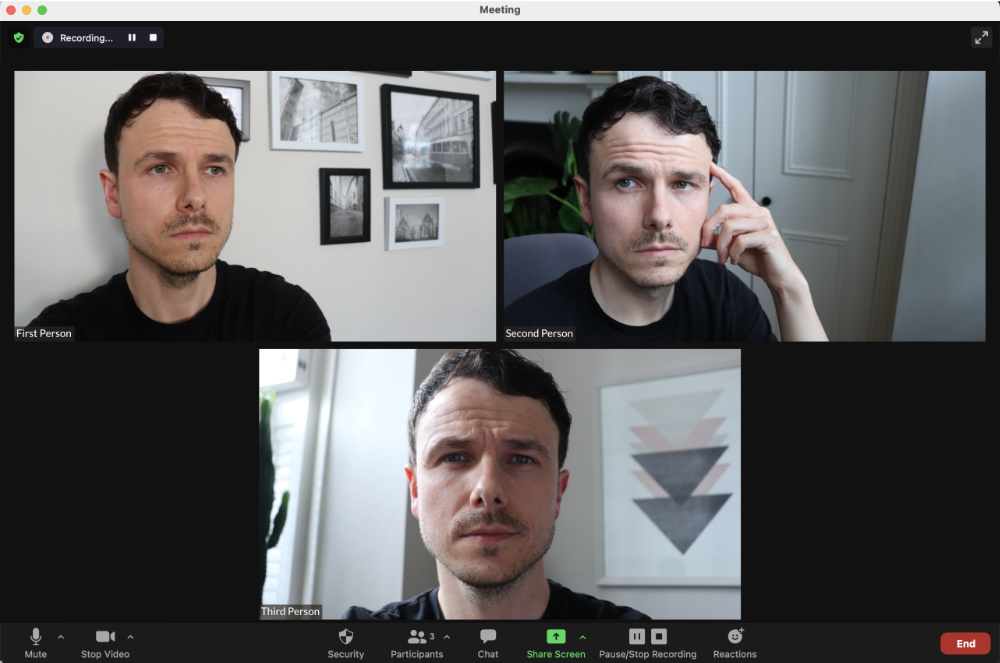 Meeting
Recording...
First Person
Second Person
Third Person
Mute
Stop Video
Security
Participants
3
Chat
Share Screen
Pause/Stop Recording
Reactions
End